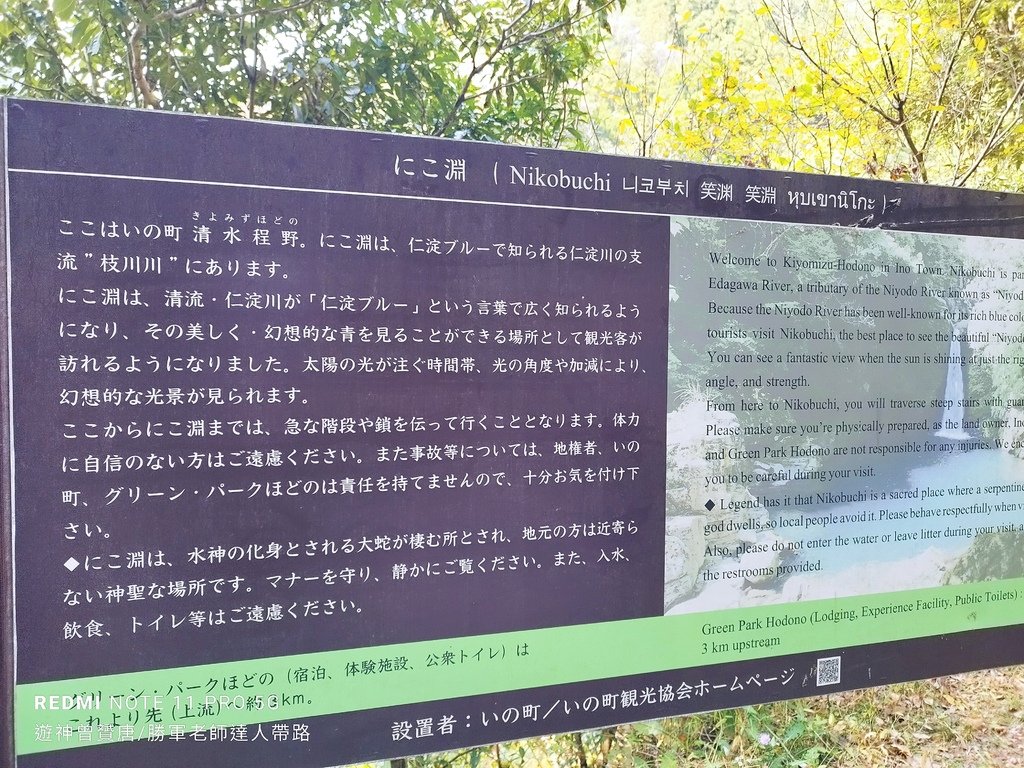 にこ淵 ( Nikobuchi 니코부치 笑渊 笑淵 หุบเขานิโกะ )
きよみずほどの
ここはいの町 清水程野。にこ淵は、仁淀ブルーで知られる仁淀川の支
流”枝川川”にあります。
にこ淵は、清流・仁淀川が「仁淀ブルー」という言葉で広く知られるよう
になり、その美しく・幻想的な青を見ることができる場所として観光客が
訪れるようになりました。太陽の光が注ぐ時間帯、光の角度や加減により、
幻想的な光景が見られます。
ここからにこ淵までは、急な階段や鎖を伝って行くこととなります。体力
に自信のない方はご遠慮ください。また事故等については、地権者、いの
町、グリーン・パークほどのは責任を持てませんので、十分お気を付け下
さい。
◆にこ淵は、水神の化身とされる大蛇が棲む所とされ、地元の方は近寄ら
ない神聖な場所です。マナーを守り、静かにご覧ください。また、入水、
飲食、トイレ等はご遠慮ください。
Welcome to Kiyomizu-Hodono in Ino Town. Nikobuchi is
Edagawa River, a tributary of the Niyodo River known as
Because the Niyodo River has been well-known for its rich blue
tourists visit Nikobuchi, the best place to see the beautiful
You can see a fantastic view when the sun is shining at just the
angle, and strength.
From here to Nikobuchi, you will traverse steep stairs with
Please make sure you're physically prepared, as the land owner,
and Green Park Hodono are not responsible for any injuries. We
you to be careful during your visit.
◆ Legend has it that Nikobuchi is a sacred place where a serpentine
god dwells, so local people avoid it. Please behave respectfully when
Also, please do not enter the water or leave litter during your visit,
the restrooms provided.
グリーン・パークほどの（宿泊、体験施設、公衆トイレ）は
これより先（上流）へ約3km。
Green Park Hodono (Lodging, Experience Facility, Public Toilets) :
3 km upstream
設置者：いの町／いの町観光協会ホームページ
REDMI NOTE 11 PRO 5G
遊神曾贊唐/勝軍老師達人帶路